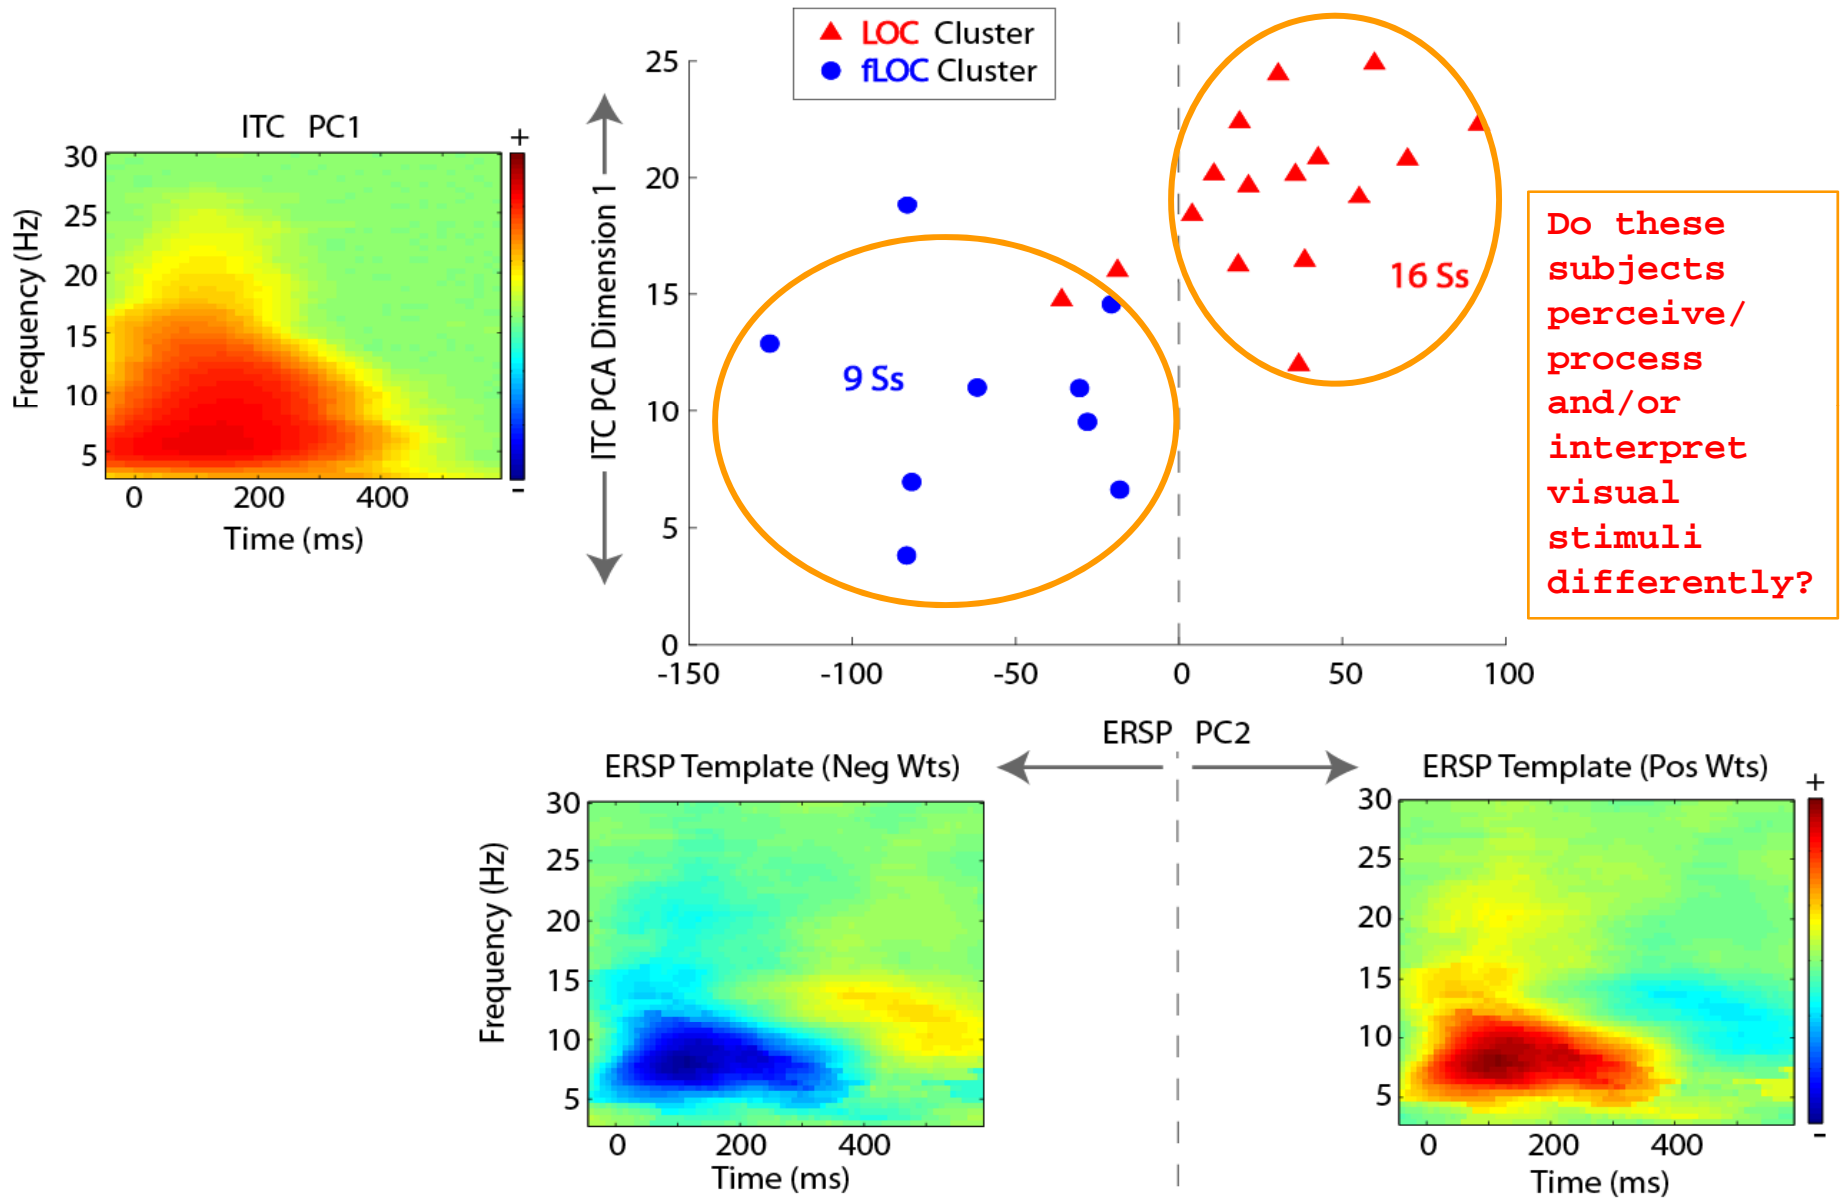 LOC Cluster
fLOC Cluster
ITC PC1
+
30
25
20
15
10
5
-
0
200
400
Time (ms)
Frequency (Hz)
ITC PCA Dimension 1
25
20
15
10
5
0
-150
-100
-50
0
50
100
9 Ss
16 Ss
Do these
subjects
perceive/
process
and/or
interpret
visual
stimuli
differently?
ERSP PC2
ERSP Template (Neg Wts)
ERSP Template (Pos Wts)
30
25
20
15
10
5
Frequency (Hz)
0
200
400
Time (ms)
30
25
20
15
10
5
+
-
0
200
400
Time (ms)